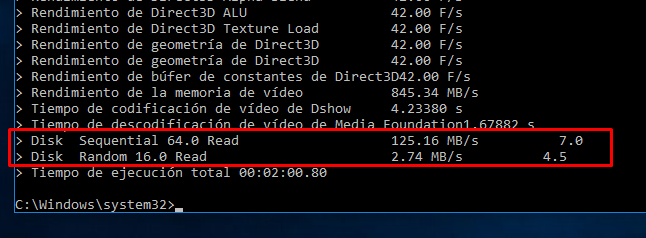 > Rendimiento de Direct3D ALU 42.00 F/s
> Rendimiento de Direct3D Texture Load 42.00 F/s
> Rendimiento de geometría de Direct3D 42.00 F/s
> Rendimiento de geometría de Direct3D 42.00 F/s
> Rendimiento de búfer de constantes de Direct3D42.00 F/s
> Rendimiento de la memoria de vídeo 845.34 MB/s
> Tiempo de codificación de vídeo de Dshow 4.23380 s
> Tiempo de descodificación de vídeo de Media Foundation1.67882 s
> Disk Sequential 64.0 Read 125.16 MB/s 7.0
> Disk Random 16.0 Read 2.74 MB/s 4.5
> Tiempo de ejecución total 00:02:00.80
C:\Windows\system32>_